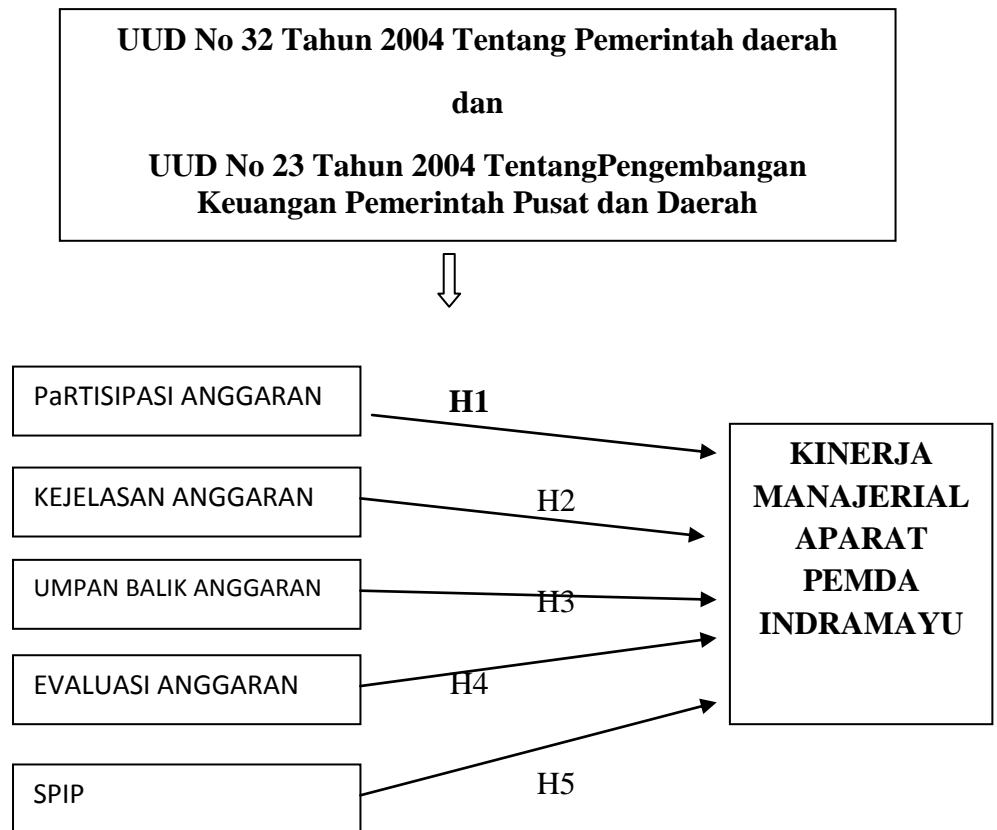 UUD No 32 Tahun 2004 Tentang Pemerintah daerah
dan
UUD No 23 Tahun 2004 TentangPengembangan
Keuangan Pemerintah Pusat dan Daerah
PaRTISIPASI ANGGARAN
H1
KEJELASAN ANGGARAN
H2
UMPAN BALIK ANGGARAN
H3
EVALUASI ANGGARAN
H4
SPIP
H5
KINERJA
MANAJERIAL
APARAT
PEMDA
INDRAMAYU